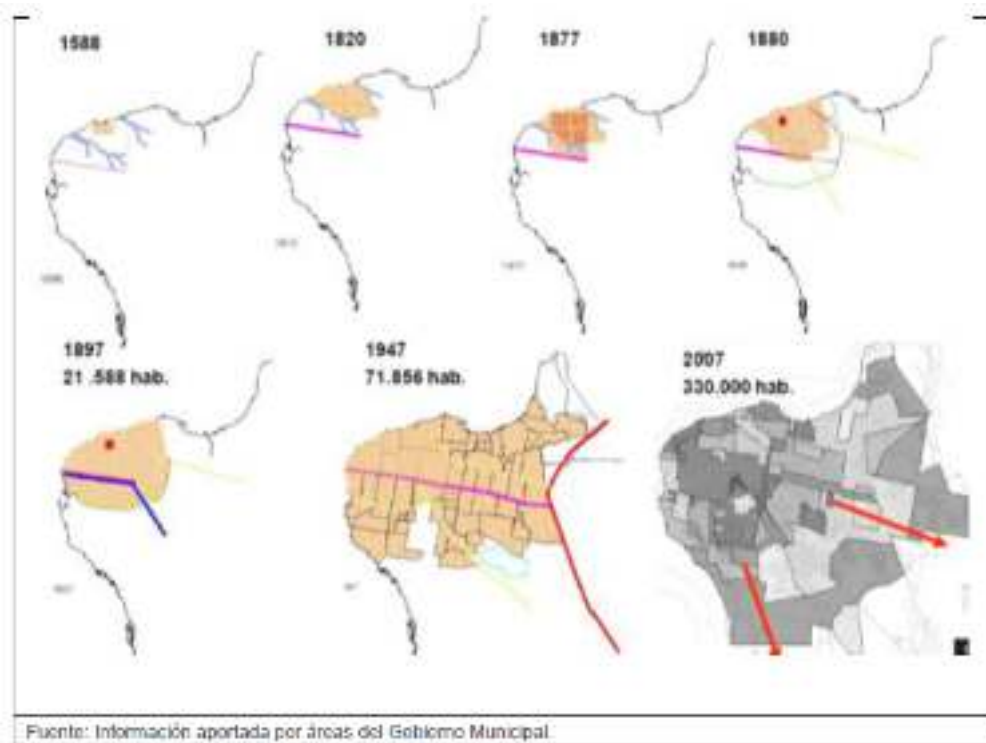 1588
1820
1877
1880
1897
21 .588 hab.
1947
71.856 hab.
2007
330.000 hab.
Fuente: Información aportada por áreas del Gobierno Municipal